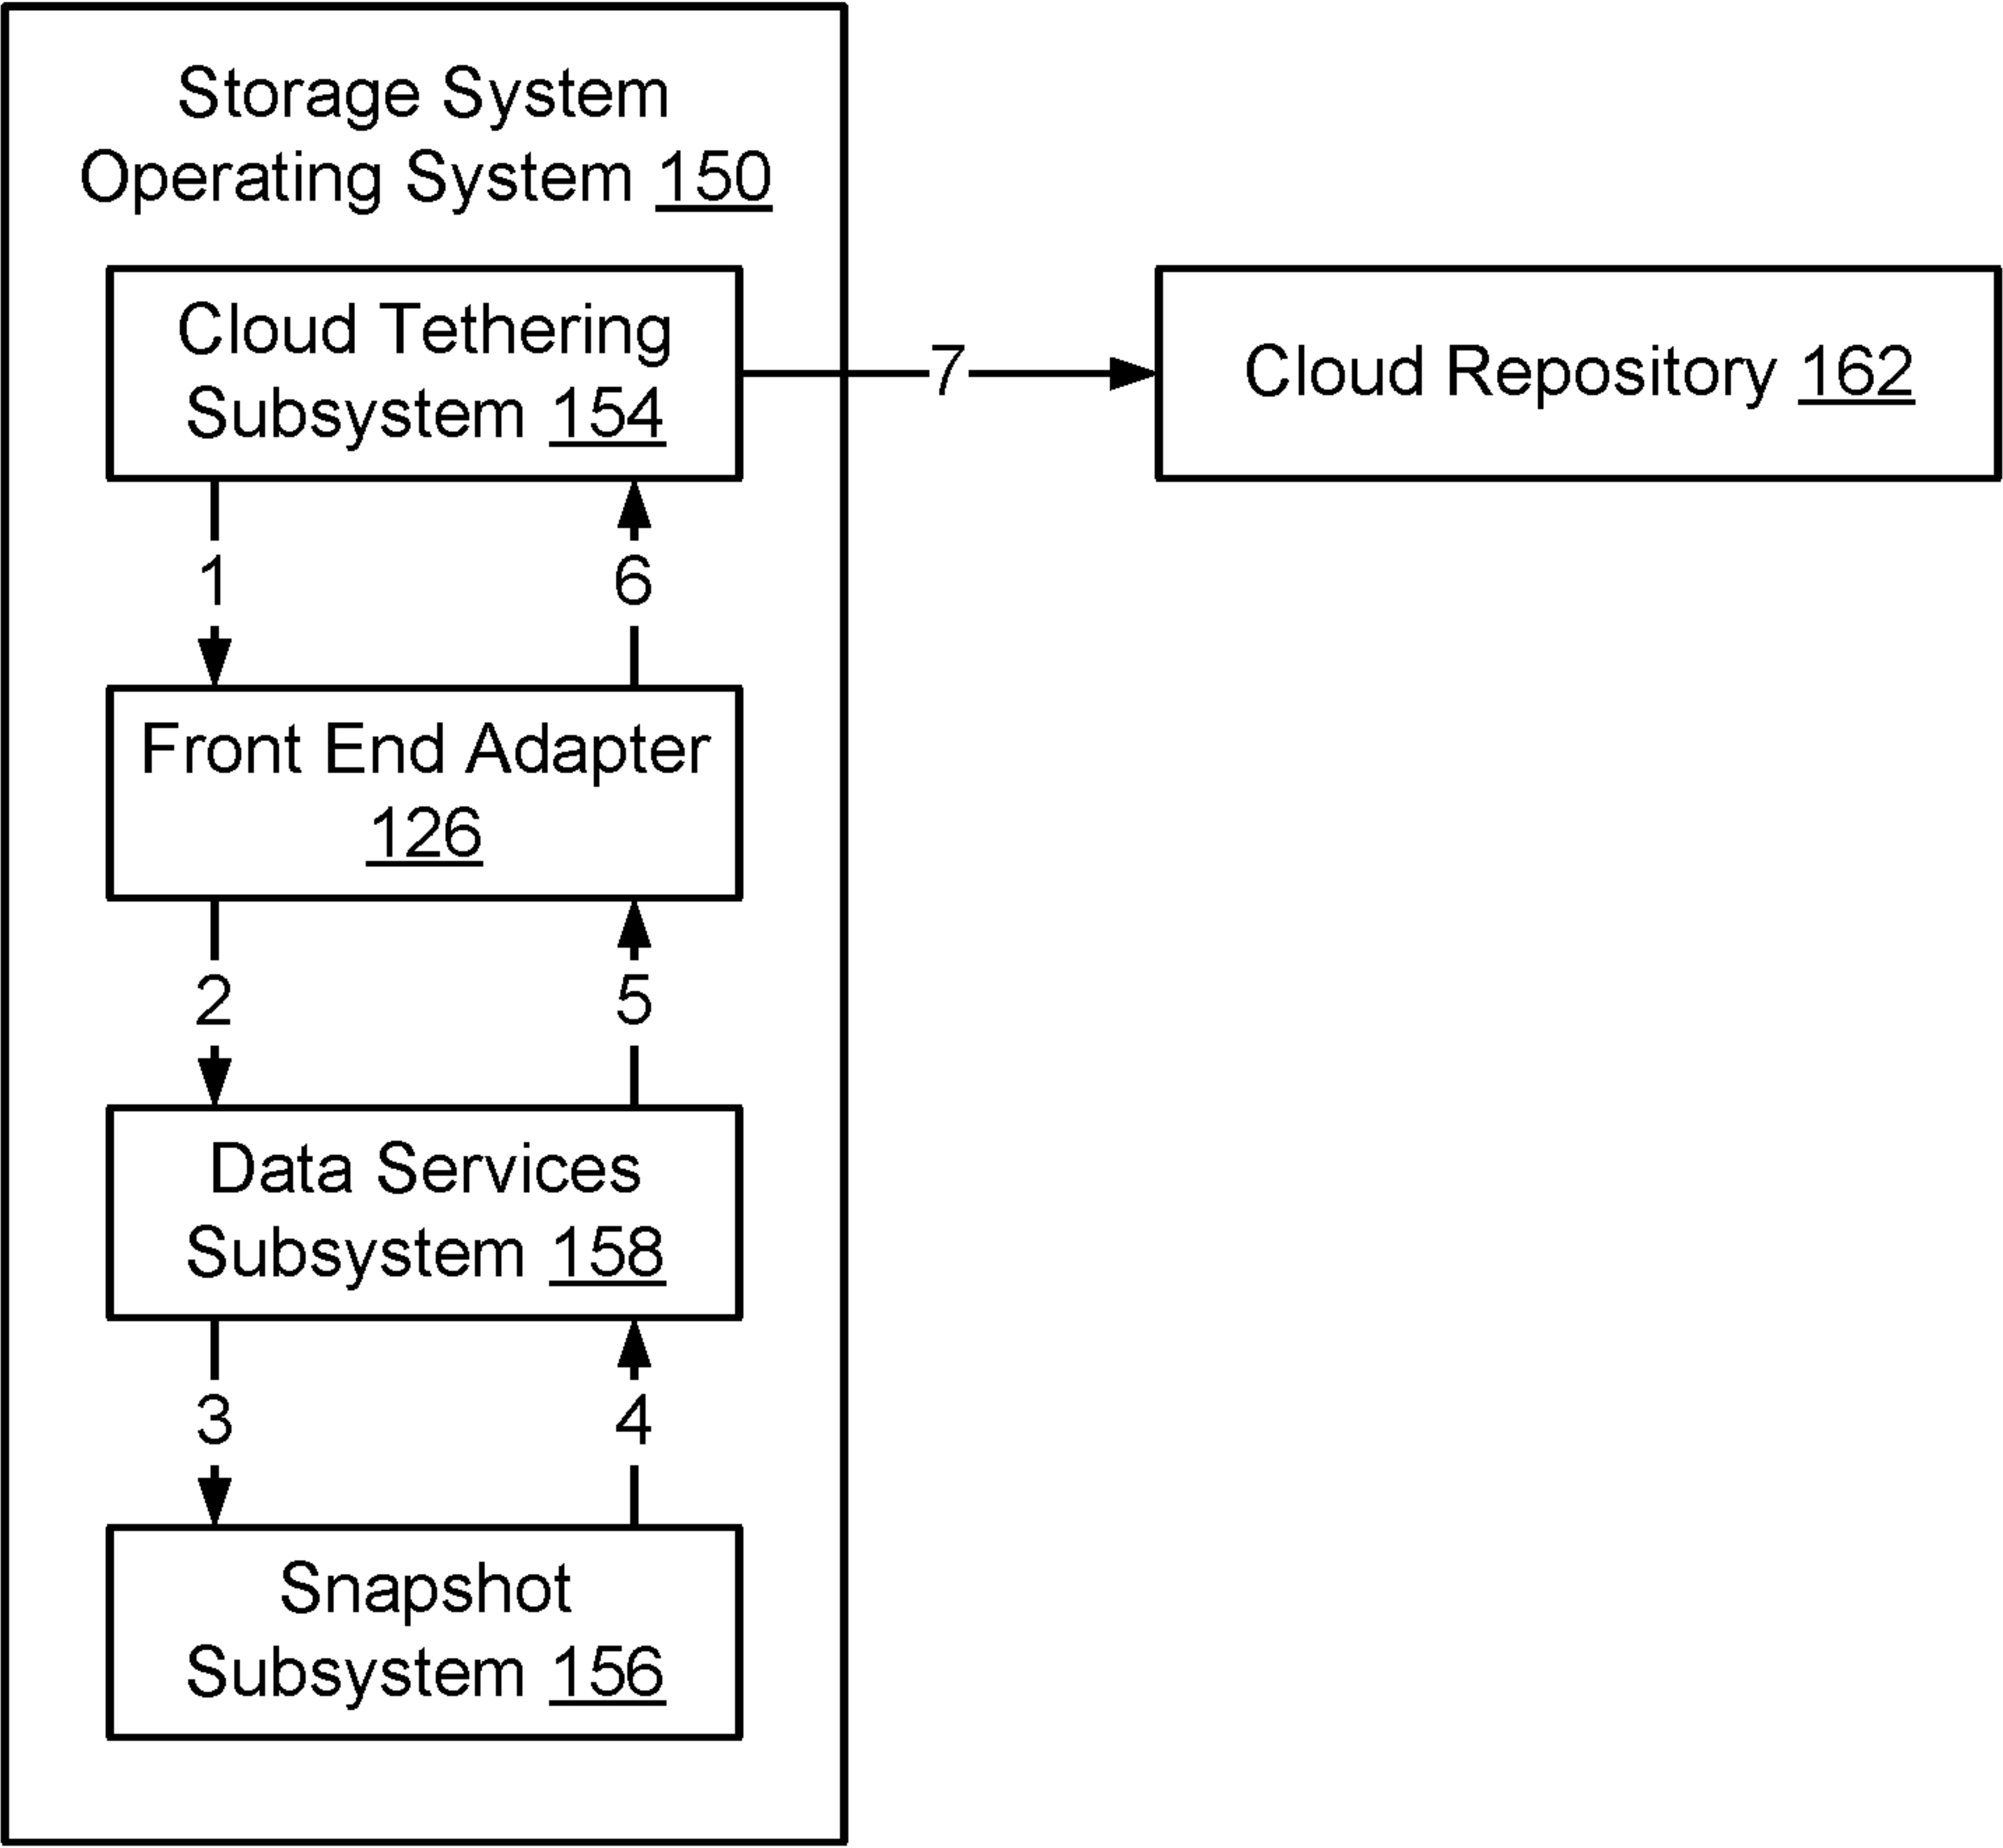 Storage System
Operating System 150
Cloud Tethering
Subsystem 154
7
Cloud Repository 162
1
6
Front End Adapter
126
2
5
Data Services
Subsystem 158
3
4
Snapshot
Subsystem 156